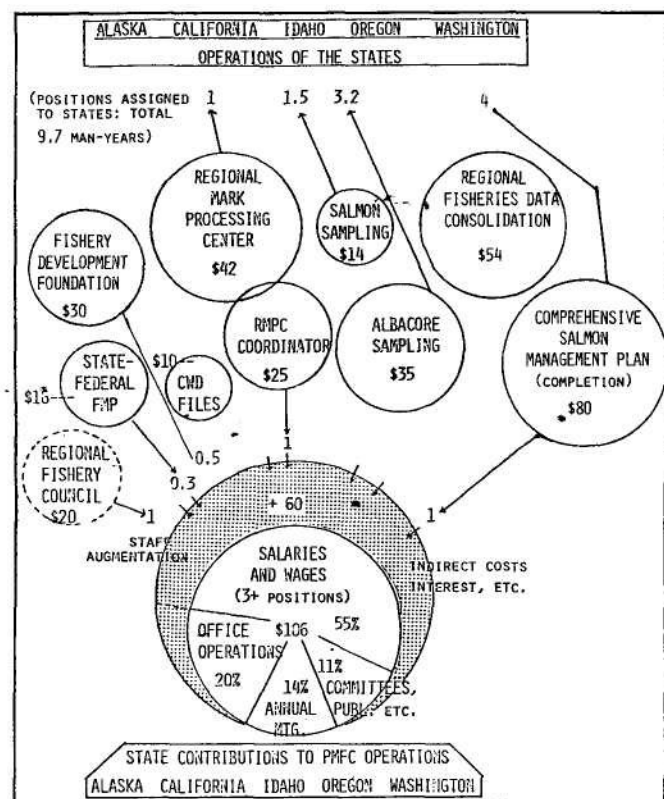 ALASKA CALIFORNIA IDAHO OREGON WASHINGTON
OPERATIONS OF THE STATES
(POSITIONS ASSIGNED
TO STATES: TOTAL
9.7 MAN-YEARS)
1
1.5
3.2
4
REGIONAL
MARK
PROCESSING
CENTER
$42
SALMON
SAMPLING
$14
REGIONAL
FISHERIES DATA
CONSOLIDATION
$54
FISHERY
DEVELOPMENT
FOUNDATION
$30
RMPC
COORDINATOR
$25
ALBACORE
SAMPLING
$35
COMPREHENSIVE
SALMON
MANAGEMENT PLAN
(COMPLETION)
$80
STATE-
FEDERAL
FMP
$10
CWD
FILES
REGIONAL
FISHERY
COUNCIL
$20
0.5
0.3
1
1
1
STAFF
AUGMENTATION
+ 60
INDIRECT COSTS
INTEREST, ETC.
SALARIES
AND WAGES
(3+ POSITIONS)
$106
55%
OFFICE
OPERATIONS
20%
14%
ANNUAL
MTG.
11%
COMMITTEES,
PUB. ETC.
STATE CONTRIBUTIONS TO PMFC OPERATIONS
ALASKA CALIFORNIA IDAHO OREGON WASHINGTON